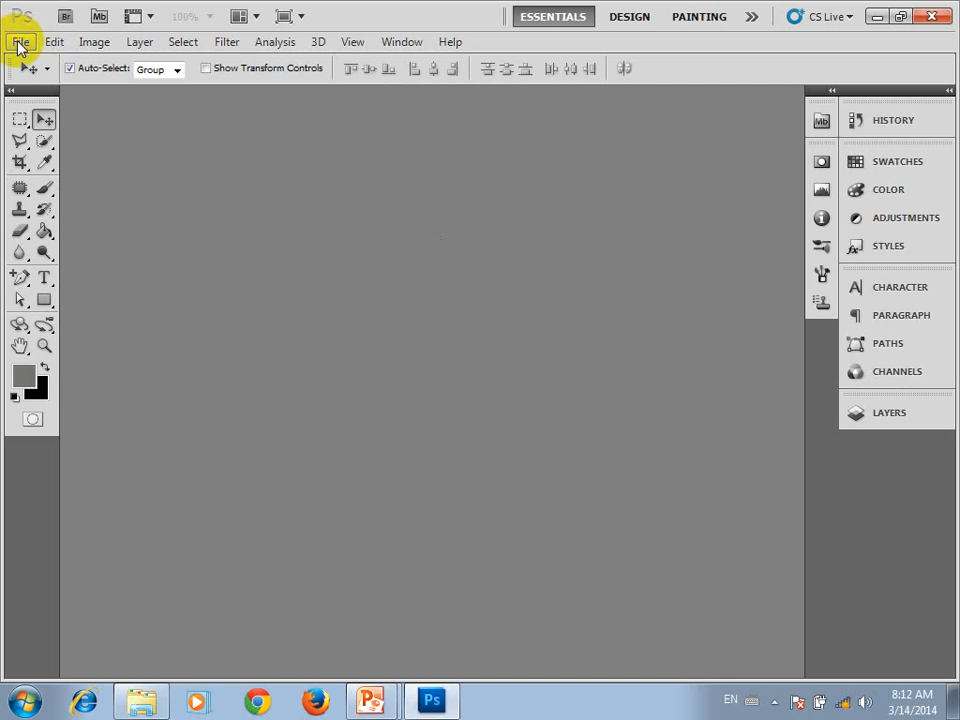 Ps Br Mb 100% ESSENTIALS DESIGN PAINTING CS Live
File Edit Image Layer Select Filter Analysis 3D View Window Help
Auto-Select: Group Show Transform Controls
Mb HISTORY
SWATCHES
COLOR
ADJUSTMENTS
STYLES
CHARACTER
PARAGRAPH
PATHS
CHANNELS
LAYERS
Ps EN 8:12 AM
3/14/2014